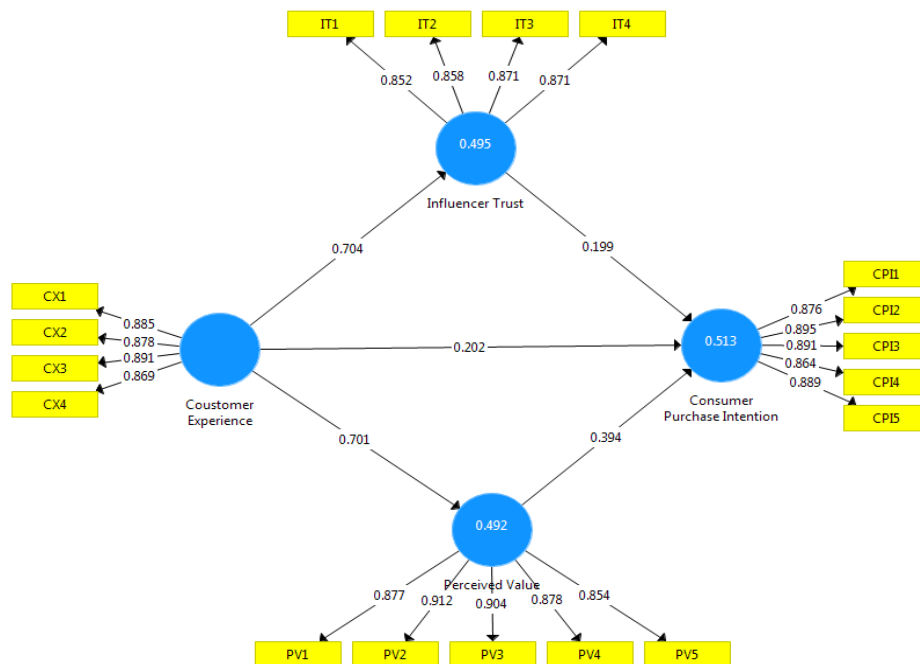 IT1 IT2 IT3 IT4
0.852 0.858 0.871 0.871
0.495
Influencer Trust
0.704 0.199
CX1
CX2
CX3
CX4
0.885
0.878
0.891
0.869
Coustomer
Experience
0.202
0.513
Consumer
Purchase Intention
CPI1
CPI2
CPI3
CPI4
CPI5
0.876
0.895
0.891
0.864
0.889
0.701 0.394
0.492
Perceived Value
0.877 0.912 0.904 0.878 0.854
PV1 PV2 PV3 PV4 PV5